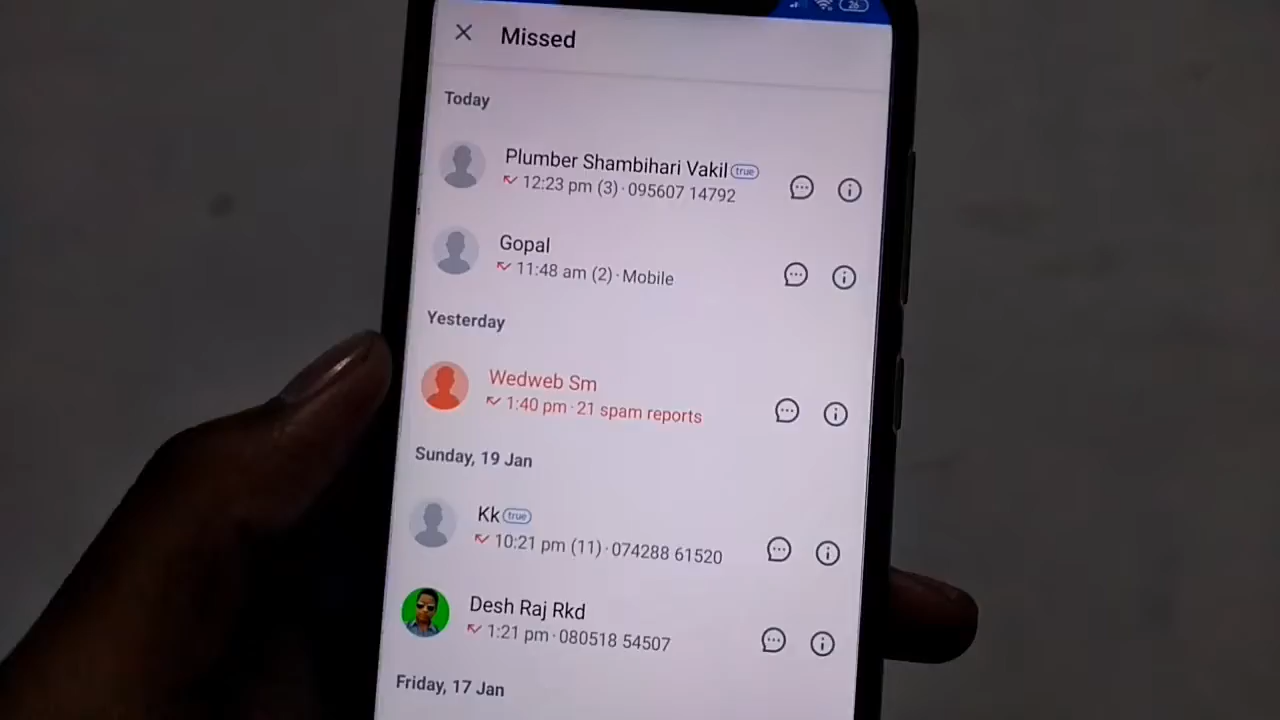 26
Missed
Today
Plumber Shambihari Vakil true
12:23 pm (3) · 095607 14792
Gopal
11:48 am (2) · Mobile
Yesterday
Wedweb Sm
1:40 pm · 21 spam reports
Sunday, 19 Jan
Kk true
10:21 pm (11) · 074288 61520
Desh Raj Rkd
1:21 pm · 080518 54507
Friday, 17 Jan